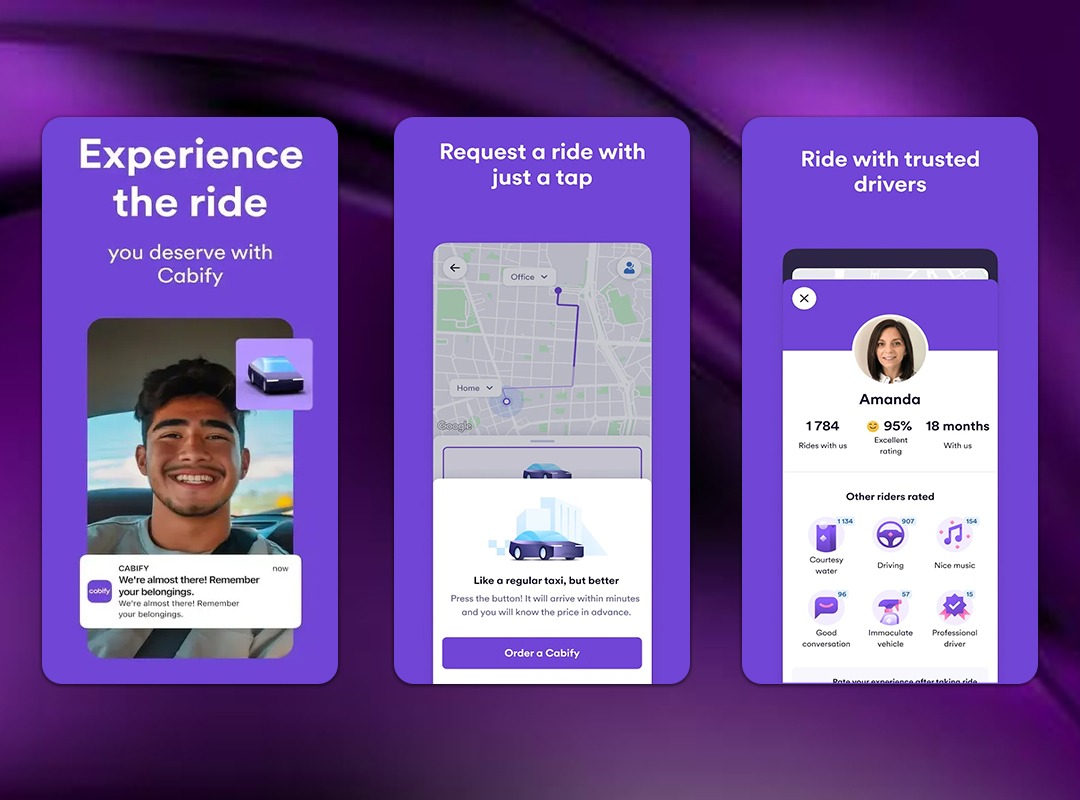 Experience
the ride
you deserve with
Cabify
CABIFY
now
We're almost there! Remember
your belongings.
We're almost there! Remember
your belongings.
cabify
Request a ride with
just a tap
Office
Home
Google
Like a regular taxi, but better
Press the button! It will arrive within minutes
and you will know the price in advance.
Order a Cabify
Ride with trusted
drivers
Amanda
1 784
95%
18 months
Rides with us
Excellent
rating
With us
Other riders rated
1 134
907
154
Courtesy
water
Driving
Nice music
96
57
15
Good
conversation
Immaculate
vehicle
Professional
driver
Rate your experience after taking ride